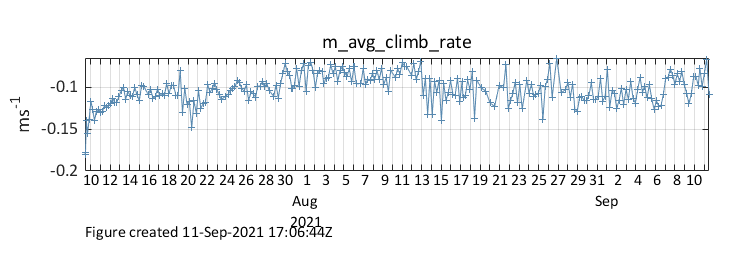 m_avg_climb_rate
ms-1
-0.1
-0.15
-0.2
10 12 14 16 18 20 22 24 26 28 30 1 3 5 7 9 11 13 15 17 19 21 23 25 27 29 31 2 4 6 8 10
Aug Sep
2021
Figure created 11-Sep-2021 17:06:44Z